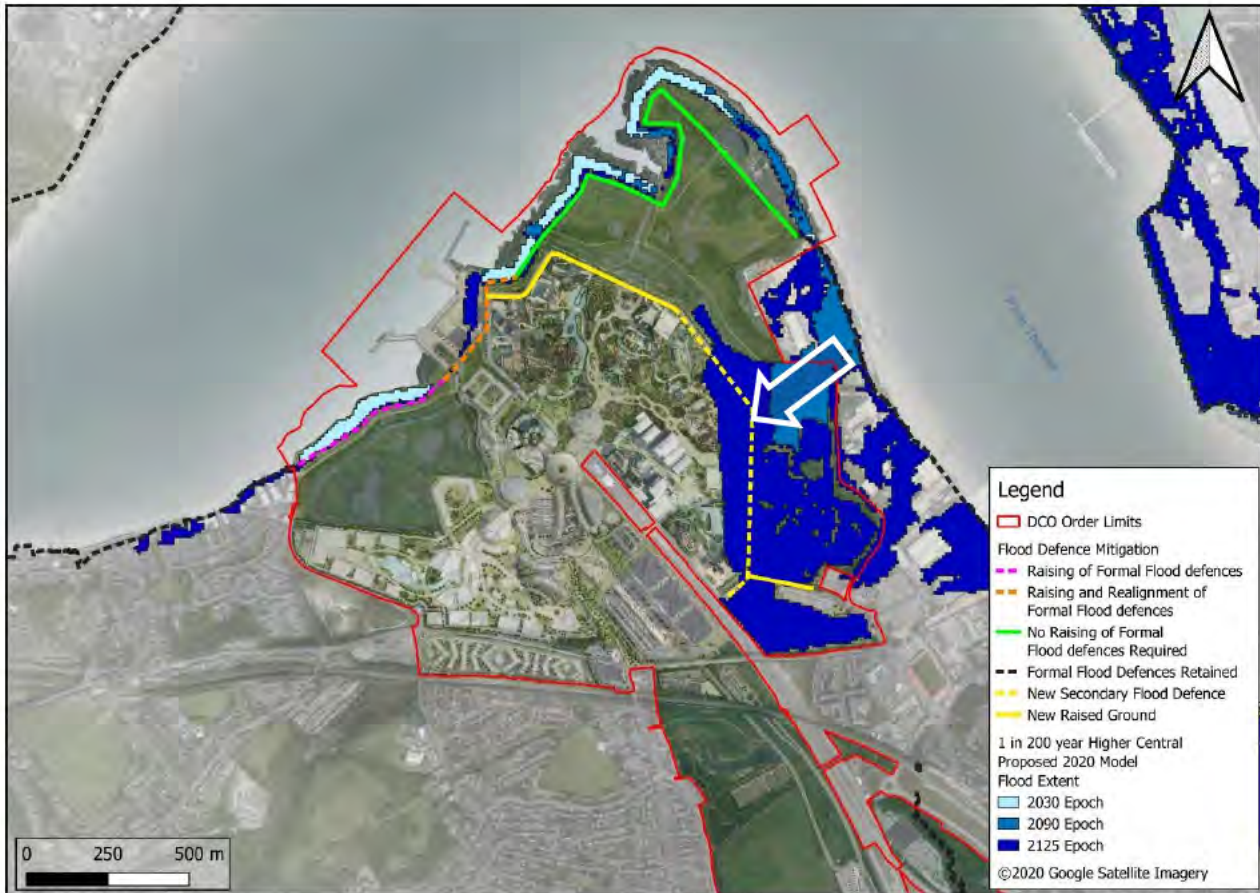 Legend
DCO Order Limits
Flood Defence Mitigation
Raising of Formal Flood defences
Raising and Realignment of
Formal Flood defences
No Raising of Formal
Flood defences Required
Formal Flood Defences Retained
New Secondary Flood Defence
New Raised Ground
1 in 200 year Higher Central
Proposed 2020 Model
Flood Extent
2030 Epoch
2090 Epoch
2125 Epoch
©2020 Google Satellite Imagery
0 250 500 m